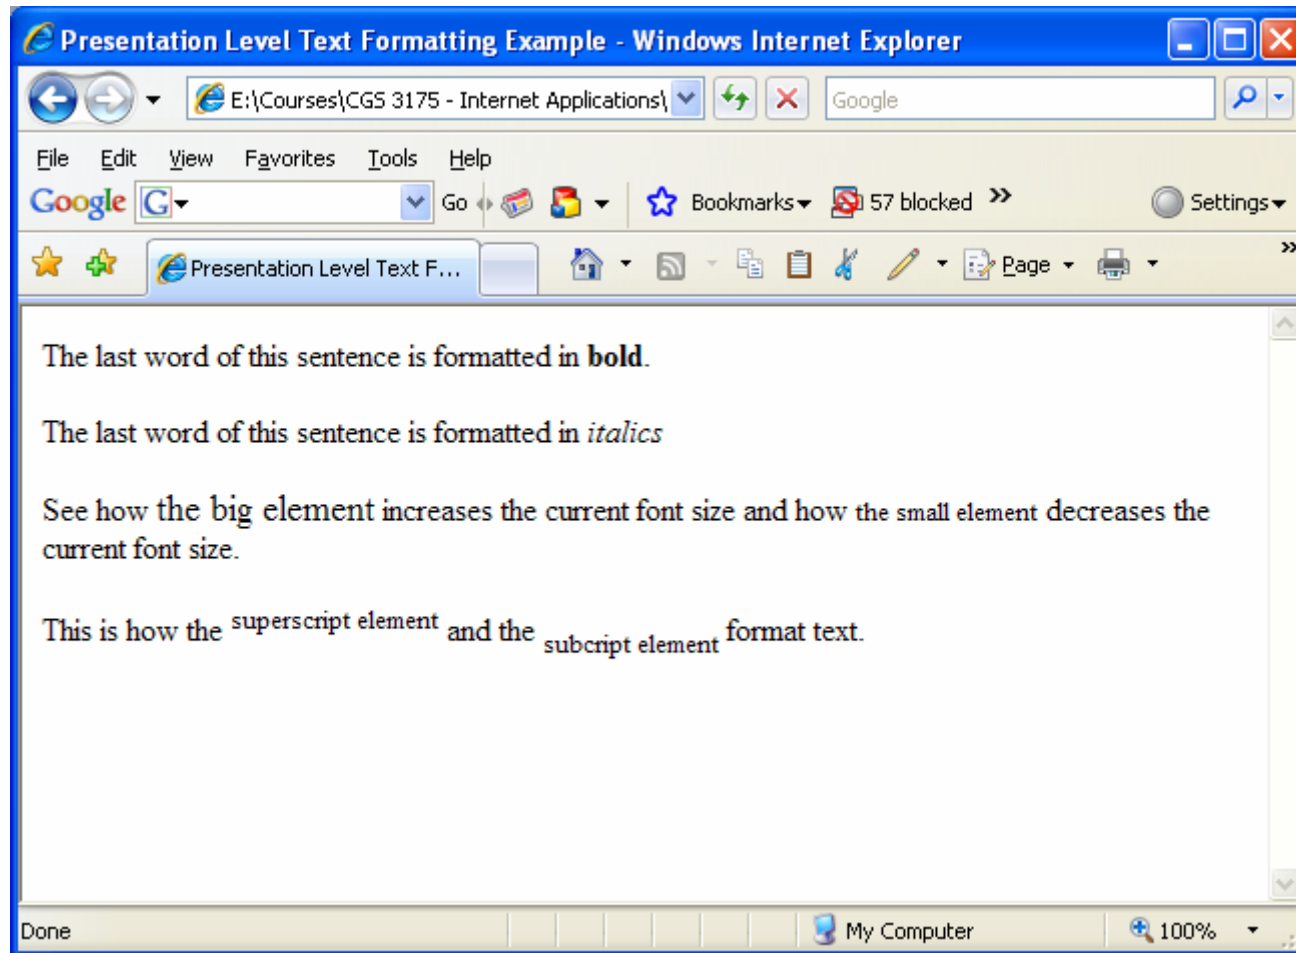 Presentation Level Text Formatting Example - Windows Internet Explorer
E:\Courses\CGS 3175 - Internet Applications\ Google
File Edit View Favorites Tools Help
Google G Go Bookmarks 57 blocked » Settings
Presentation Level Text F... Page »
The last word of this sentence is formatted in bold.
The last word of this sentence is formatted in italics
See how the big element increases the current font size and how the small element decreases the
current font size.
This is how the superscript element and the subcript element format text.
Done My Computer 100%